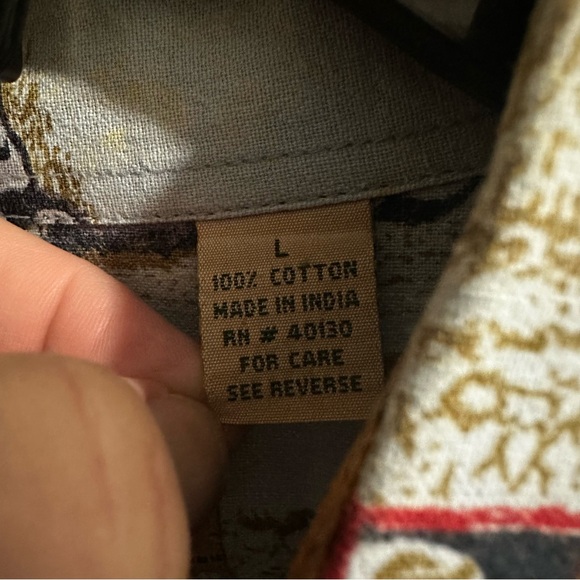 L
100% COTTON
MADE IN INDIA
RN # 40130
FOR CARE
SEE REVERSE